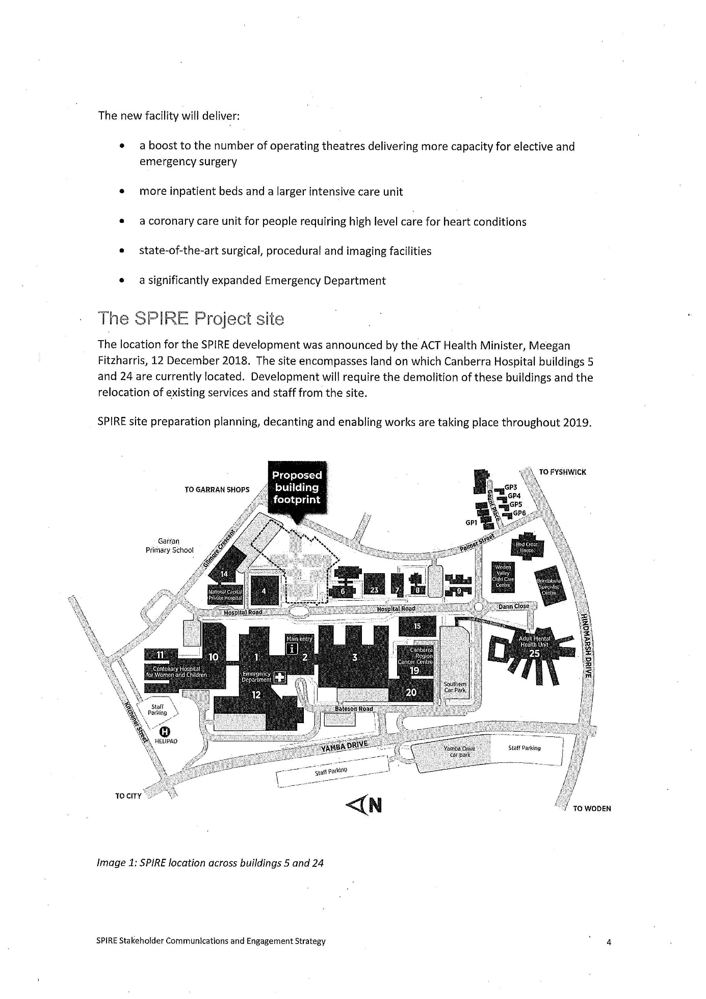 The new facility will deliver:
• a boost to the number of operating theatres delivering more capacity for elective and
emergency surgery
• more inpatient beds and a larger intensive care unit
• a coronary care unit for people requiring high level care for heart conditions
• state-of-the-art surgical, procedural and imaging facilities
• a significantly expanded Emergency Department
The SPIRE Project site
The location for the SPIRE development was announced by the ACT Health Minister, Meegan
Fitzharris, 12 December 2018. The site encompasses land on which Canberra Hospital buildings 5
and 24 are currently located. Development will require the demolition of these buildings and the
relocation of existing services and staff from the site.
SPIRE site preparation planning, decanting and enabling works are taking place throughout 2019.
Proposed
building
footprint
TO GARRAN SHOPS
TO FYSHWICK
GP3
GP4
GP5
GP6
GP1
Gaunt Place
Palmer Street
Garran
Primary School
Gilmore Crescent
Red Cross
House
Woden
Valley
Child Care
Centre
Brindabella
Specialist
Centre
14
National Capital
Private Hospital
4
6
23
7
8
9
Hospital Road
Hospital Road
Dann Close
HINDMARSH DRIVE
15
Main entry
i
Adult Mental
Health Unit
25
11
10
1
2
3
Canberra
Region
Cancer Centre
19
Centenary Hospital
for Women and Children
Emergency
Department
12
20
Southern
Car Park
Staff
Parking
Bateson Road
Kitchener Street
H
HELIPAD
YAMBA DRIVE
Yamba Drive
car park
Staff Parking
Staff Parking
TO CITY
N
TO WODEN
Image 1: SPIRE location across buildings 5 and 24
SPIRE Stakeholder Communications and Engagement Strategy
4